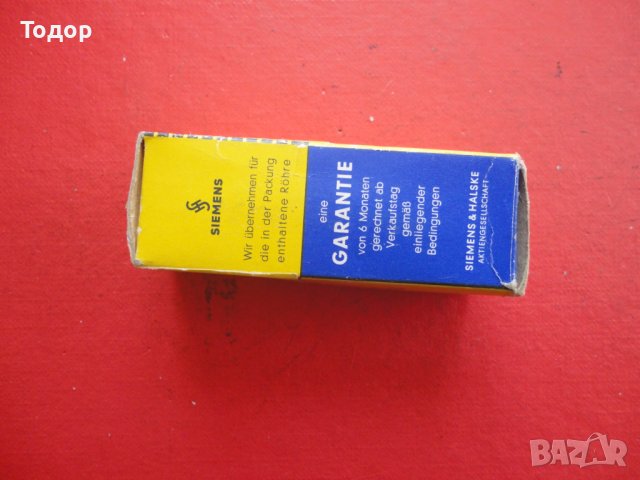 Тодор
SIEMENS
Wir übernehmen für
die in der Packung
enthaltene Röhre
eine
GARANTIE
von 6 Monaten
gerechnet ab
Verkaufstag
gemäß
einliegender
Bedingungen
SIEMENS & HALSKE
AKTIENGESELLSCHAFT
BAZAR